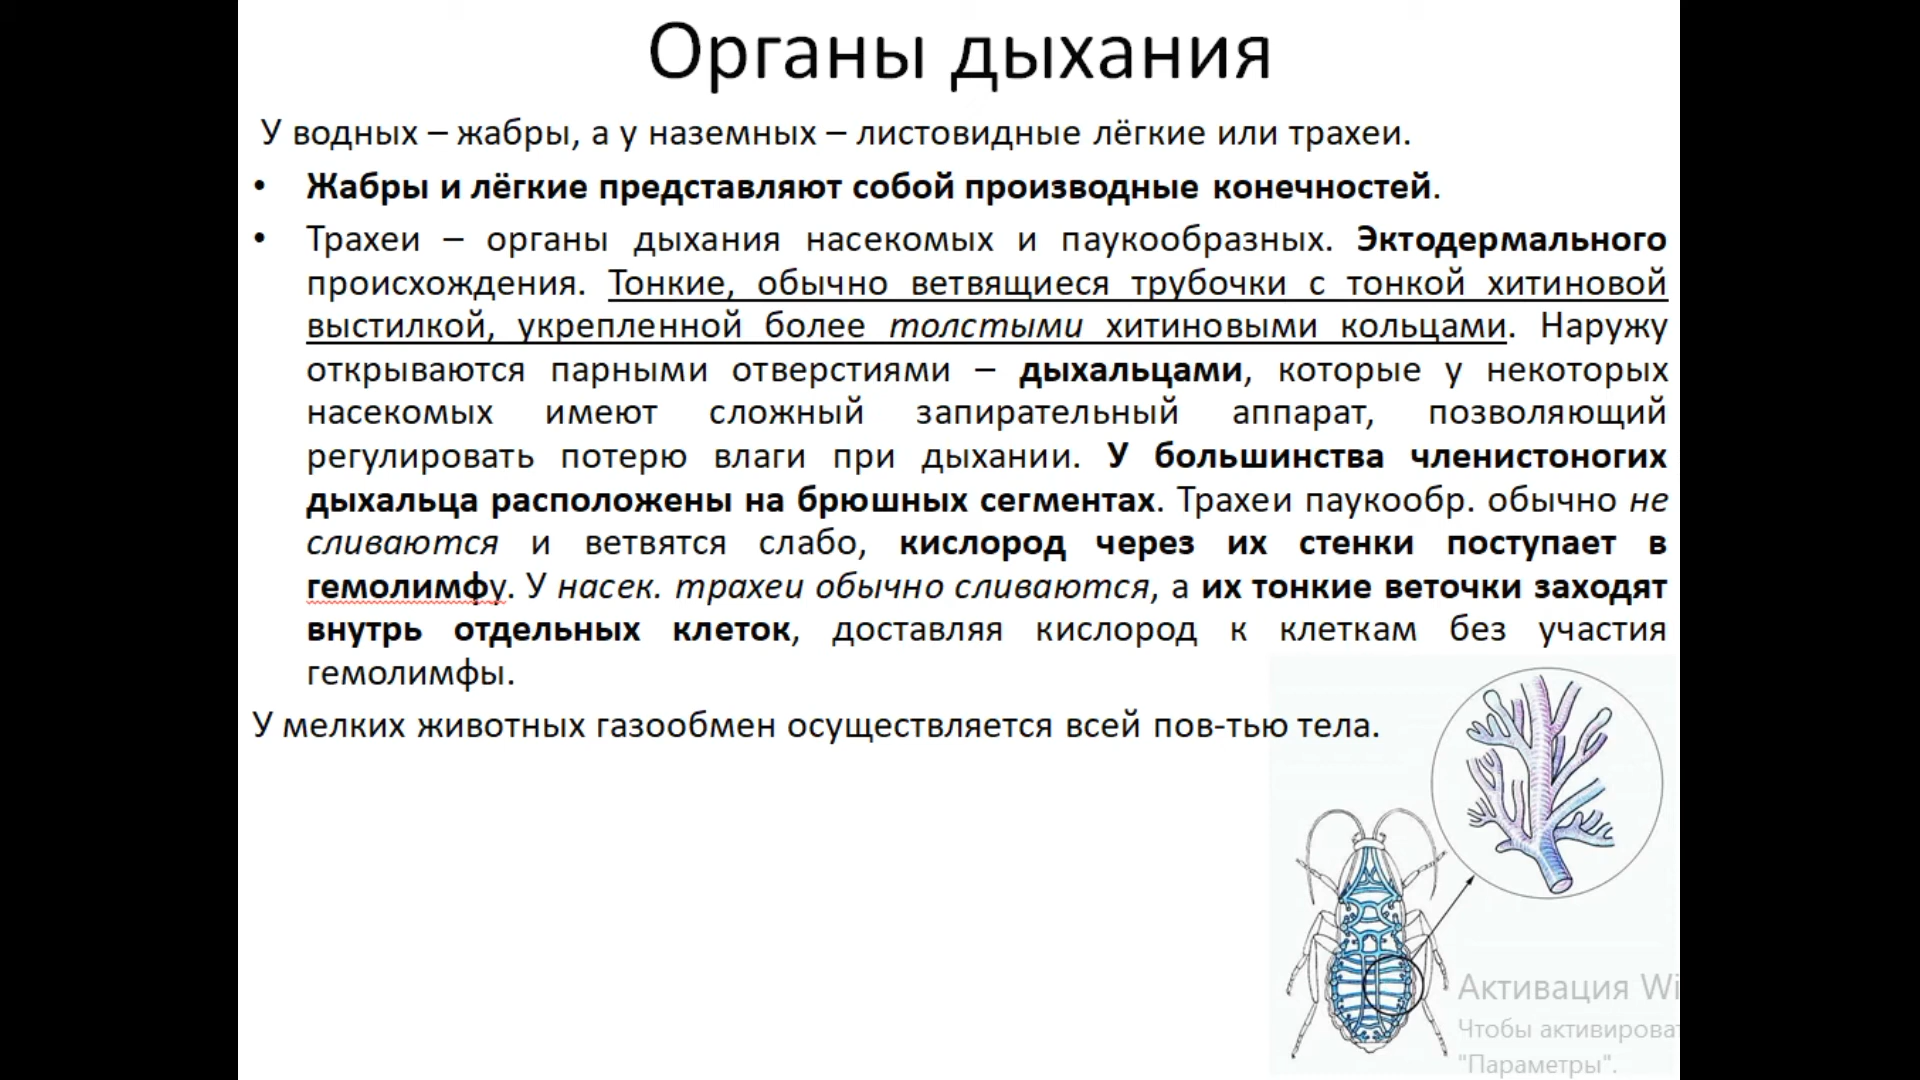 Органы дыхания
У водных – жабры, а у наземных – листовидные лёгкие или трахеи.
• Жабры и лёгкие представляют собой производные конечностей.
• Трахеи – органы дыхания насекомых и паукообразных. Эктодермального
происхождения. Тонкие, обычно ветвящиеся трубочки с тонкой хитиновой
выстилкой, укрепленной более толстыми хитиновыми кольцами. Наружу
открываются парными отверстиями – дыхальцами, которые у некоторых
насекомых имеют сложный запирательный аппарат, позволяющий
регулировать потерю влаги при дыхании. У большинства членистоногих
дыхальца расположены на брюшных сегментах. Трахеи паукообр. обычно не
сливаются и ветвятся слабо, кислород через их стенки поступает в
гемолимфу. У насек. трахеи обычно сливаются, а их тонкие веточки заходят
внутрь отдельных клеток, доставляя кислород к клеткам без участия
гемолимфы.
У мелких животных газообмен осуществляется всей пов-тью тела.
Активация Wi
Чтобы активироват
"Параметры".